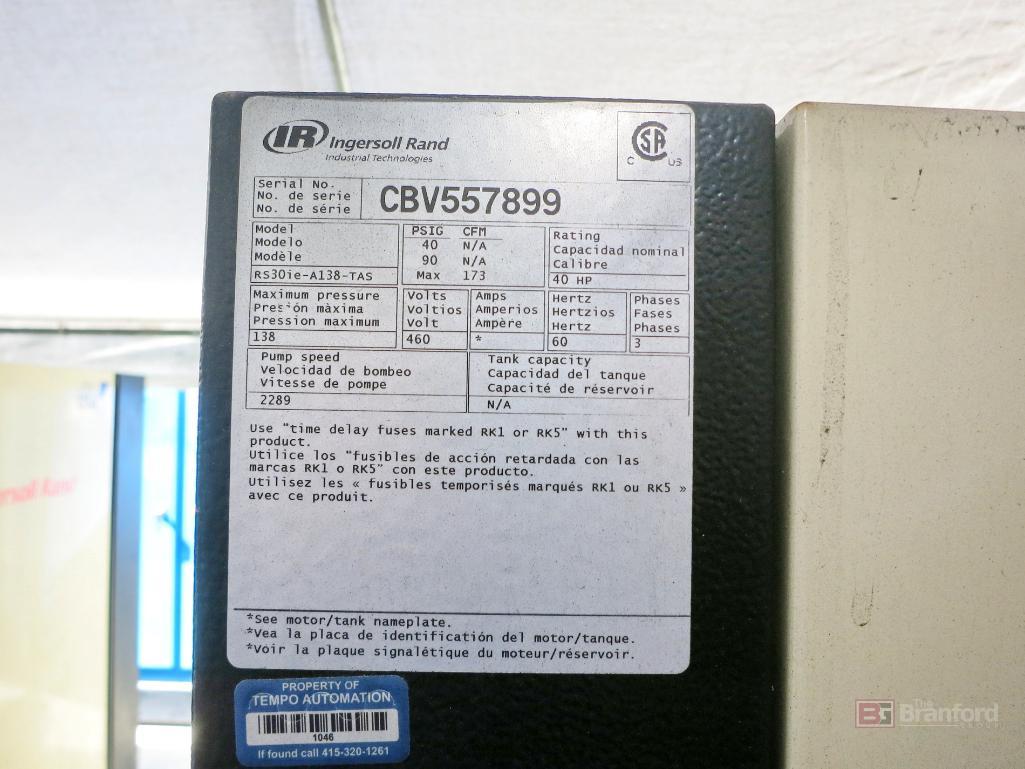 IR Ingersoll Rand
Industrial Technologies
CSA
C US
Serial No.
No. de serie
No. de série
CBV557899
Model
Modelo
Modèle
RS30ie-A138-TAS
PSIG CFM
40 N/A
90 N/A
Max 173
Rating
Capacidad nominal
Calibre
40 HP
Maximum pressure
Presión màxima
Pression maximum
138
Volts
Voltios
Volt
460
Amps
Amperios
Ampère
*
Hertz
Hertzios
Hertz
60
Phases
Fases
Phases
3
Pump speed
Velocidad de bombeo
Vitesse de pompe
2289
Tank capacity
Capacidad del tanque
Capacité de réservoir
N/A
Use "time delay fuses marked RK1 or RK5" with this
product.
Utilice los "fusibles de acción retardada con las
marcas RK1 o RK5" con este producto.
Utilisez les « fusibles temporisés marqués RK1 ou RK5 »
avec ce produit.
*See motor/tank nameplate.
*Vea la placa de identificación del motor/tanque.
*Voir la plaque signalétique du moteur/réservoir.
PROPERTY OF
TEMPO AUTOMATION
1046
If found call 415-320-1261
The
Branford